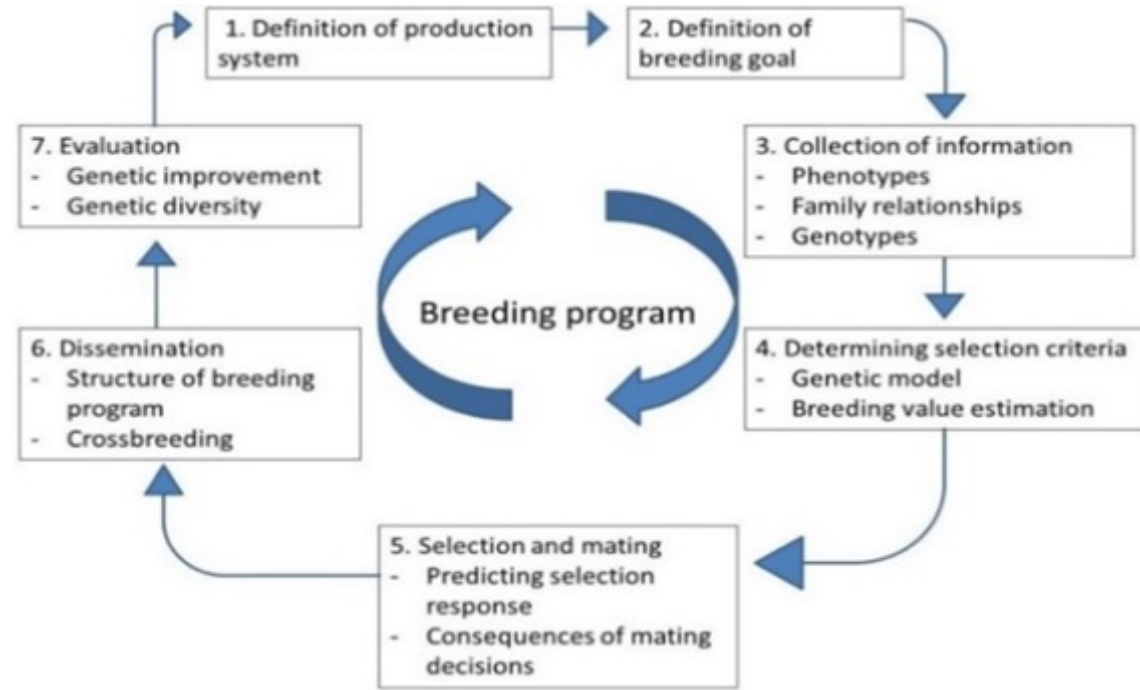 1. Definition of production
system
2. Definition of
breeding goal
3. Collection of information
- Phenotypes
- Family relationships
- Genotypes
4. Determining selection criteria
- Genetic model
- Breeding value estimation
5. Selection and mating
- Predicting selection
response
- Consequences of mating
decisions
6. Dissemination
- Structure of breeding
program
- Crossbreeding
7. Evaluation
- Genetic improvement
- Genetic diversity
Breeding program